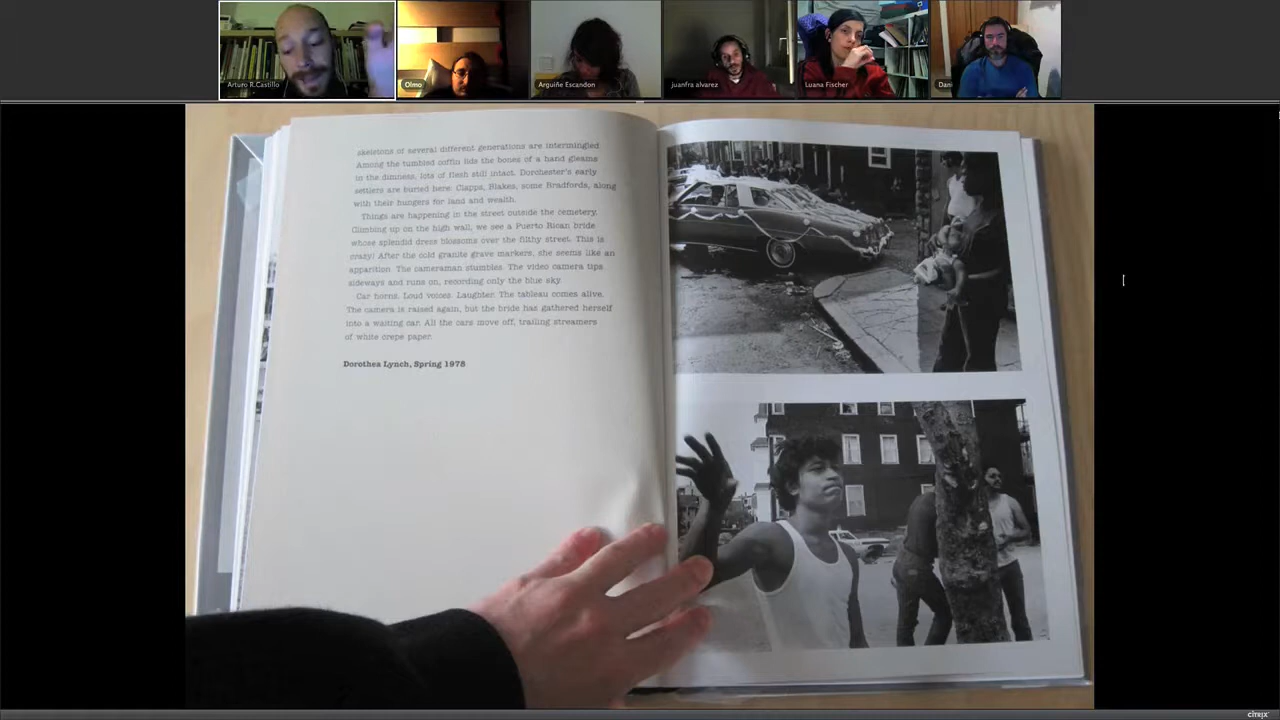 Arturo R.Castillo
Olmo
Arguiñe Escandon
juanfra alvarez
Luana Fischer
Dani
skeletons of several different generations are intermingled
Among the tumbled coffin lids the bones of a hand gleams
in the dimness, lots of flesh still intact. Dorchester's early
settlers are buried here: Clapps, Blakes, some Bradfords, along
with their hungers for land and wealth.
Things are happening in the street outside the cemetery.
Climbing up on the high wall, we see a Puerto Rican bride
whose splendid dress blossoms over the filthy street. This is
crazy! After the cold granite grave markers, she seems like an
apparition. The cameraman stumbles. The video camera tips
sideways and runs on, recording only the blue sky.
Car horns. Loud voices. Laughter. The tableau comes alive.
The camera is raised again, but the bride has gathered herself
into a waiting car. All the cars move off, trailing streamers
of white crepe paper.
Dorothea Lynch, Spring 1978
CITRIX